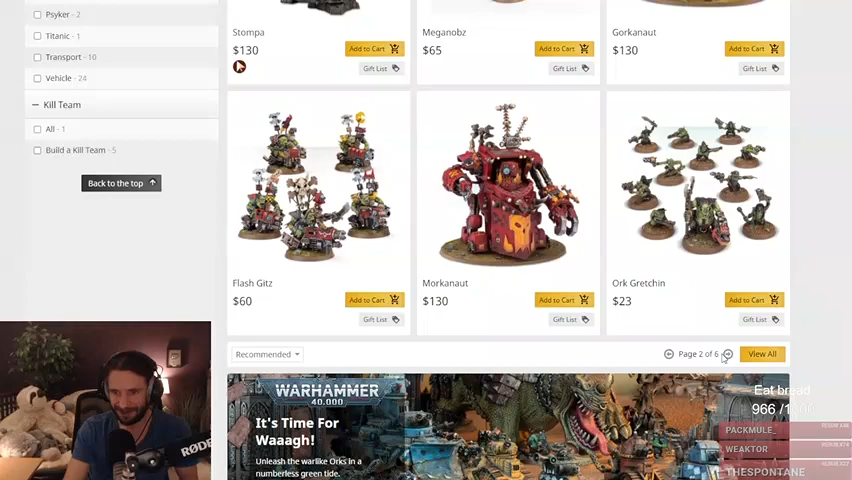 Psyker - 2
Titanic - 1
Transport - 10
Vehicle - 24
Kill Team
All - 1
Build a Kill Team - 5
Back to the top
Stompa
$130
Add to Cart
Gift List
Meganobz
$65
Add to Cart
Gift List
Gorkanaut
$130
Add to Cart
Gift List
Flash Gitz
$60
Add to Cart
Gift List
Morkanaut
$130
Add to Cart
Gift List
Ork Gretchin
$23
Add to Cart
Gift List
Recommended
Page 2 of 6
View All
WARHAMMER
40,000
It's Time For
Waaagh!
Unleash the warlike Orks in a
numberless green tide.
RØDE
Eat bread
966 /
PACKMULE_
WEAKTOR
THESPONTANE